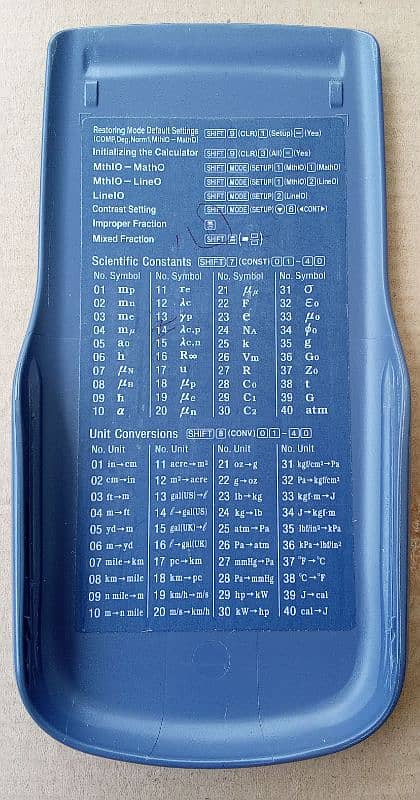 Restoring Mode Default Settings SHIFT 9 (CLR) 1 (Setup) = (Yes)
(COMP, Deg, Norm1, MthIO – MathO)
Initializing the Calculator SHIFT 9 (CLR) 3 (All) = (Yes)
MthIO – MathO SHIFT MODE (SETUP) 1 (MthIO) 1 (MathO)
MthIO – LineO SHIFT MODE (SETUP) 1 (MthIO) 2 (LineO)
LineIO SHIFT MODE (SETUP) 2 (LineIO)
Contrast Setting SHIFT MODE (SETUP) ▼ 6 (◄CONT►)
Improper Fraction
Mixed Fraction SHIFT
Scientific Constants SHIFT 7 (CONST) 0 1 – 4 0
No. Symbol No. Symbol No. Symbol No. Symbol
01 mp 11 re 21 μμ 31 σ
02 mn 12 λc 22 F 32 ε0
03 me 13 γp 23 e 33 μ0
04 mμ 14 λc,p 24 NA 34 ϕ0
05 a0 15 λc,n 25 k 35 g
06 h 16 R∞ 26 Vm 36 G0
07 μN 17 u 27 R 37 Z0
08 μB 18 μp 28 C0 38 t
09 ħ 19 μe 29 C1 39 G
10 α 20 μn 30 C2 40 atm
Unit Conversions SHIFT 8 (CONV) 0 1 – 4 0
No. Unit No. Unit No. Unit No. Unit
01 in→cm 11 acre→m² 21 oz→g 31 kgf/cm²→Pa
02 cm→in 12 m²→acre 22 g→oz 32 Pa→kgf/cm²
03 ft→m 13 gal(US)→ℓ 23 lb→kg 33 kgf·m→J
04 m→ft 14 ℓ→gal(US) 24 kg→lb 34 J→kgf·m
05 yd→m 15 gal(UK)→ℓ 25 atm→Pa 35 lbf/in²→kPa
06 m→yd 16 ℓ→gal(UK) 26 Pa→atm 36 kPa→lbf/in²
07 mile→km 17 pc→km 27 mmHg→Pa 37 °F→°C
08 km→mile 18 km→pc 28 Pa→mmHg 38 °C→°F
09 n mile→m 19 km/h→m/s 29 hp→kW 39 J→cal
10 m→n mile 20 m/s→km/h 30 kW→hp 40 cal→J